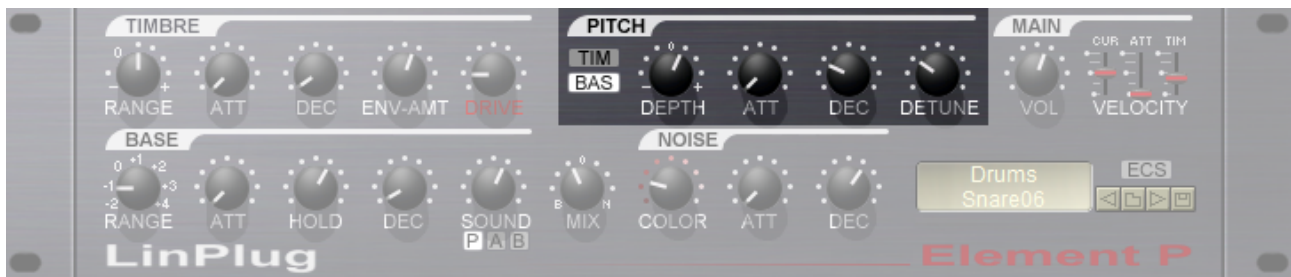 TIMBRE PITCH MAIN
TIM CUR ATT TIM
0 0
BAS
- + - +
RANGE ATT DEC ENV-AMT DRIVE DEPTH ATT DEC DETUNE VOL VELOCITY
BASE NOISE
0 +1 +2 0 ECS
-1 +3 Drums
-2 +4 B N Snare06
RANGE ATT HOLD DEC SOUND MIX COLOR ATT DEC
P A B
LinPlug Element P